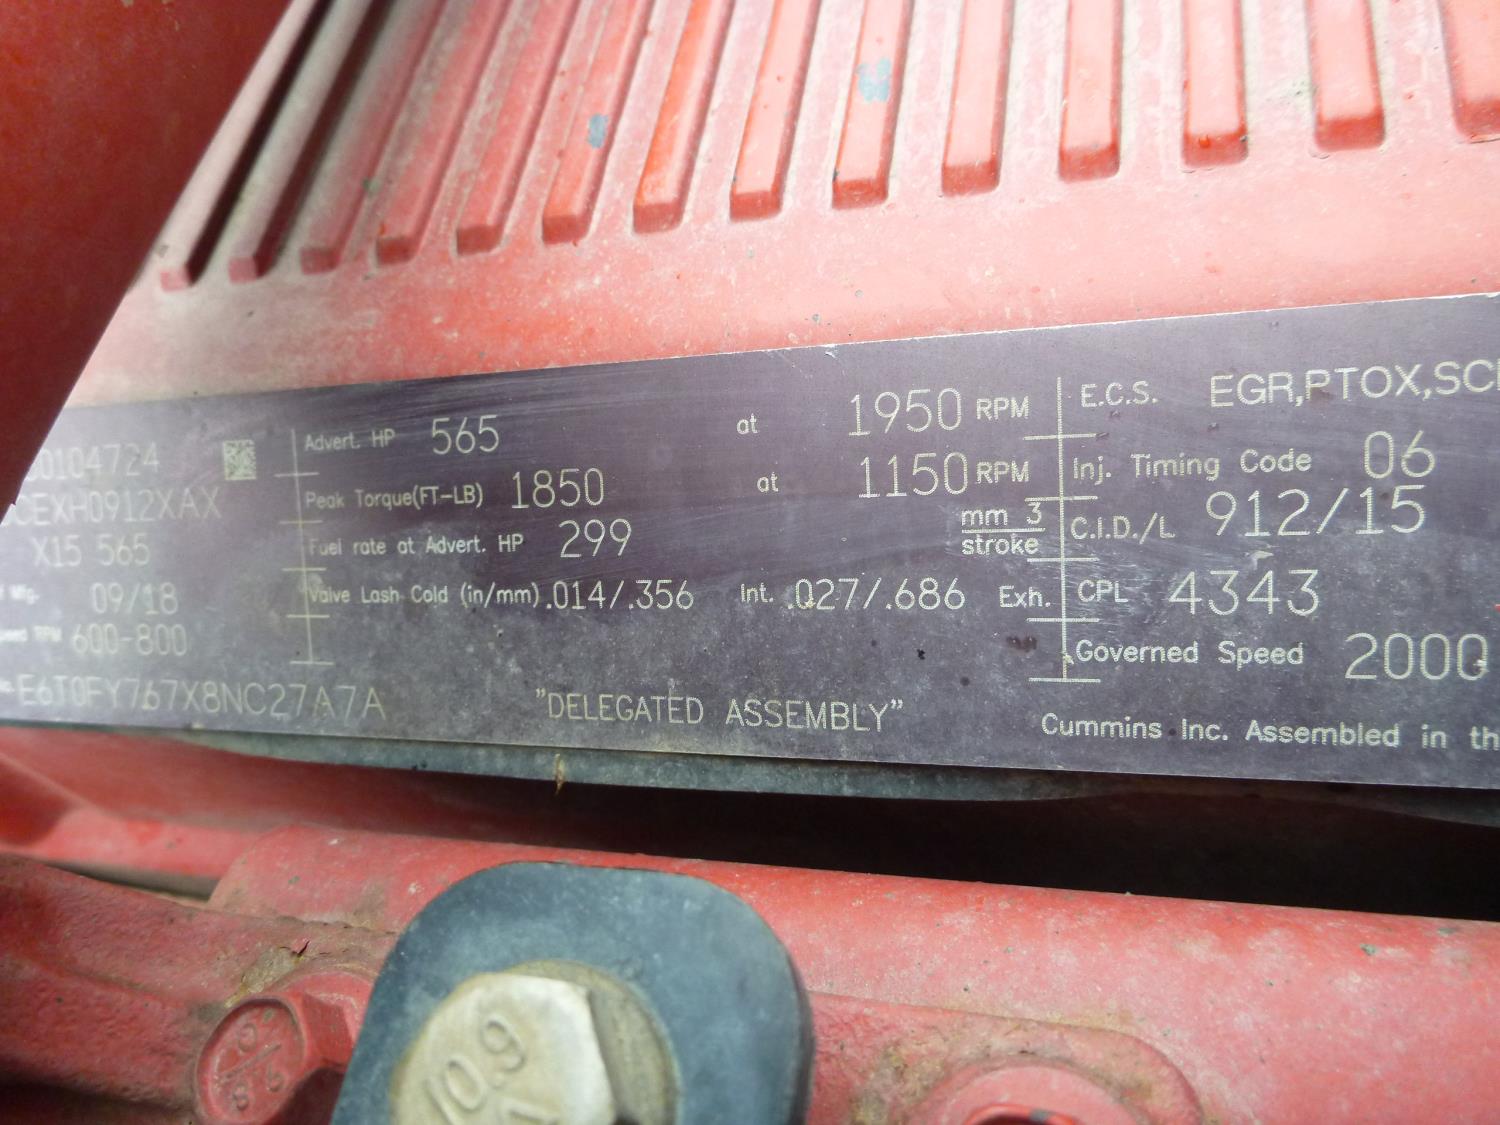 0104724
CEXH0912XAX
X15 565
09/18
RPM 600-800
E6T0FY767X8NC27A7A
Advert. HP 565 at 1950 RPM
Peak Torque(FT-LB) 1850 at 1150 RPM
Fuel rate at Advert. HP 299 mm 3
stroke
Valve Lash Cold (in/mm) .014/.356 Int. .027/.686 Exh.
"DELEGATED ASSEMBLY"
E.C.S. EGR,PTOX,SC
Inj. Timing Code 06
C.I.D./L 912/15
CPL 4343
Governed Speed 2000
Cummins Inc. Assembled in th
10.9